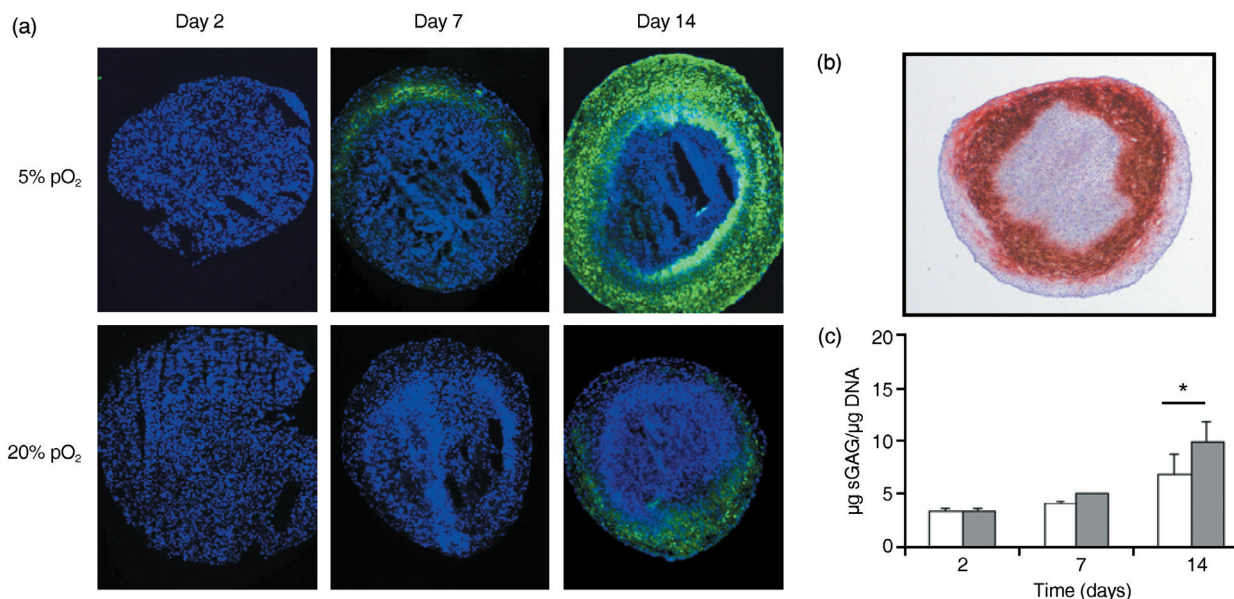 (a)
Day 2
Day 7
Day 14
5% pO₂
20% pO₂
(b)
(c)
µg sGAG/µg DNA
20
15
10
5
0
*
2
7
14
Time (days)